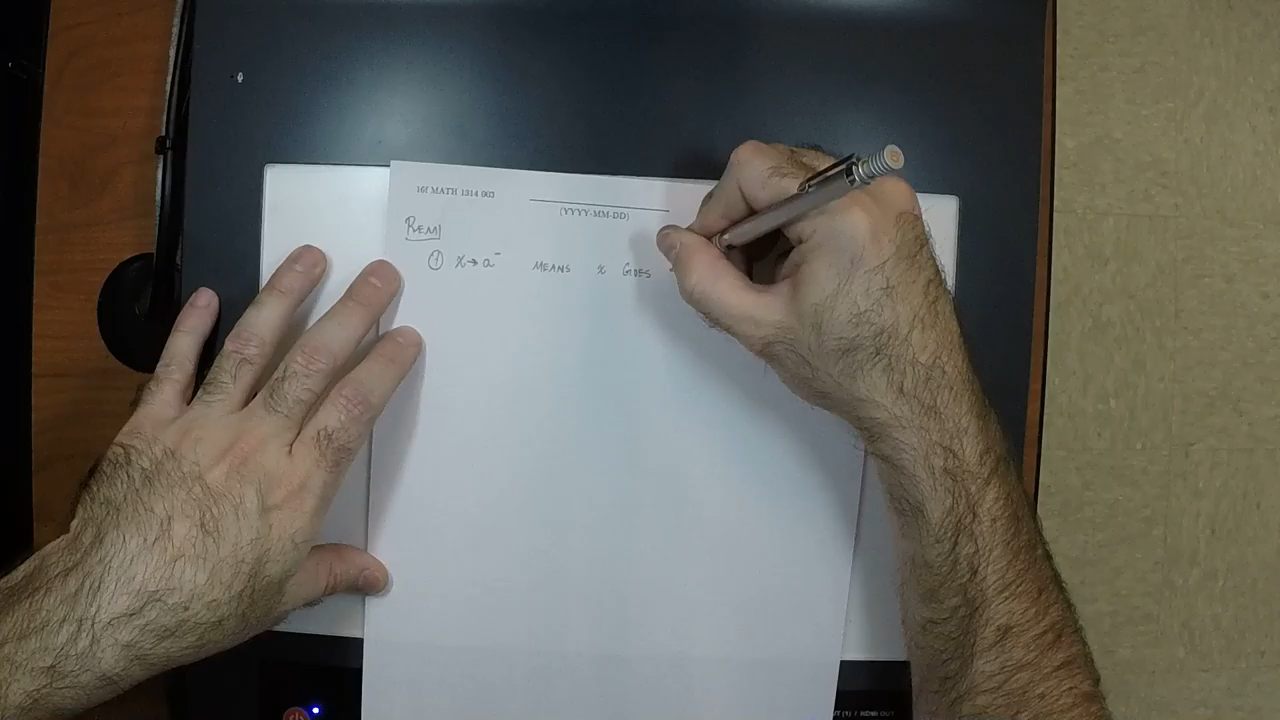 16f MATH 1314 003
(YYYY-MM-DD)
REM
① x→a⁻ MEANS x GOES